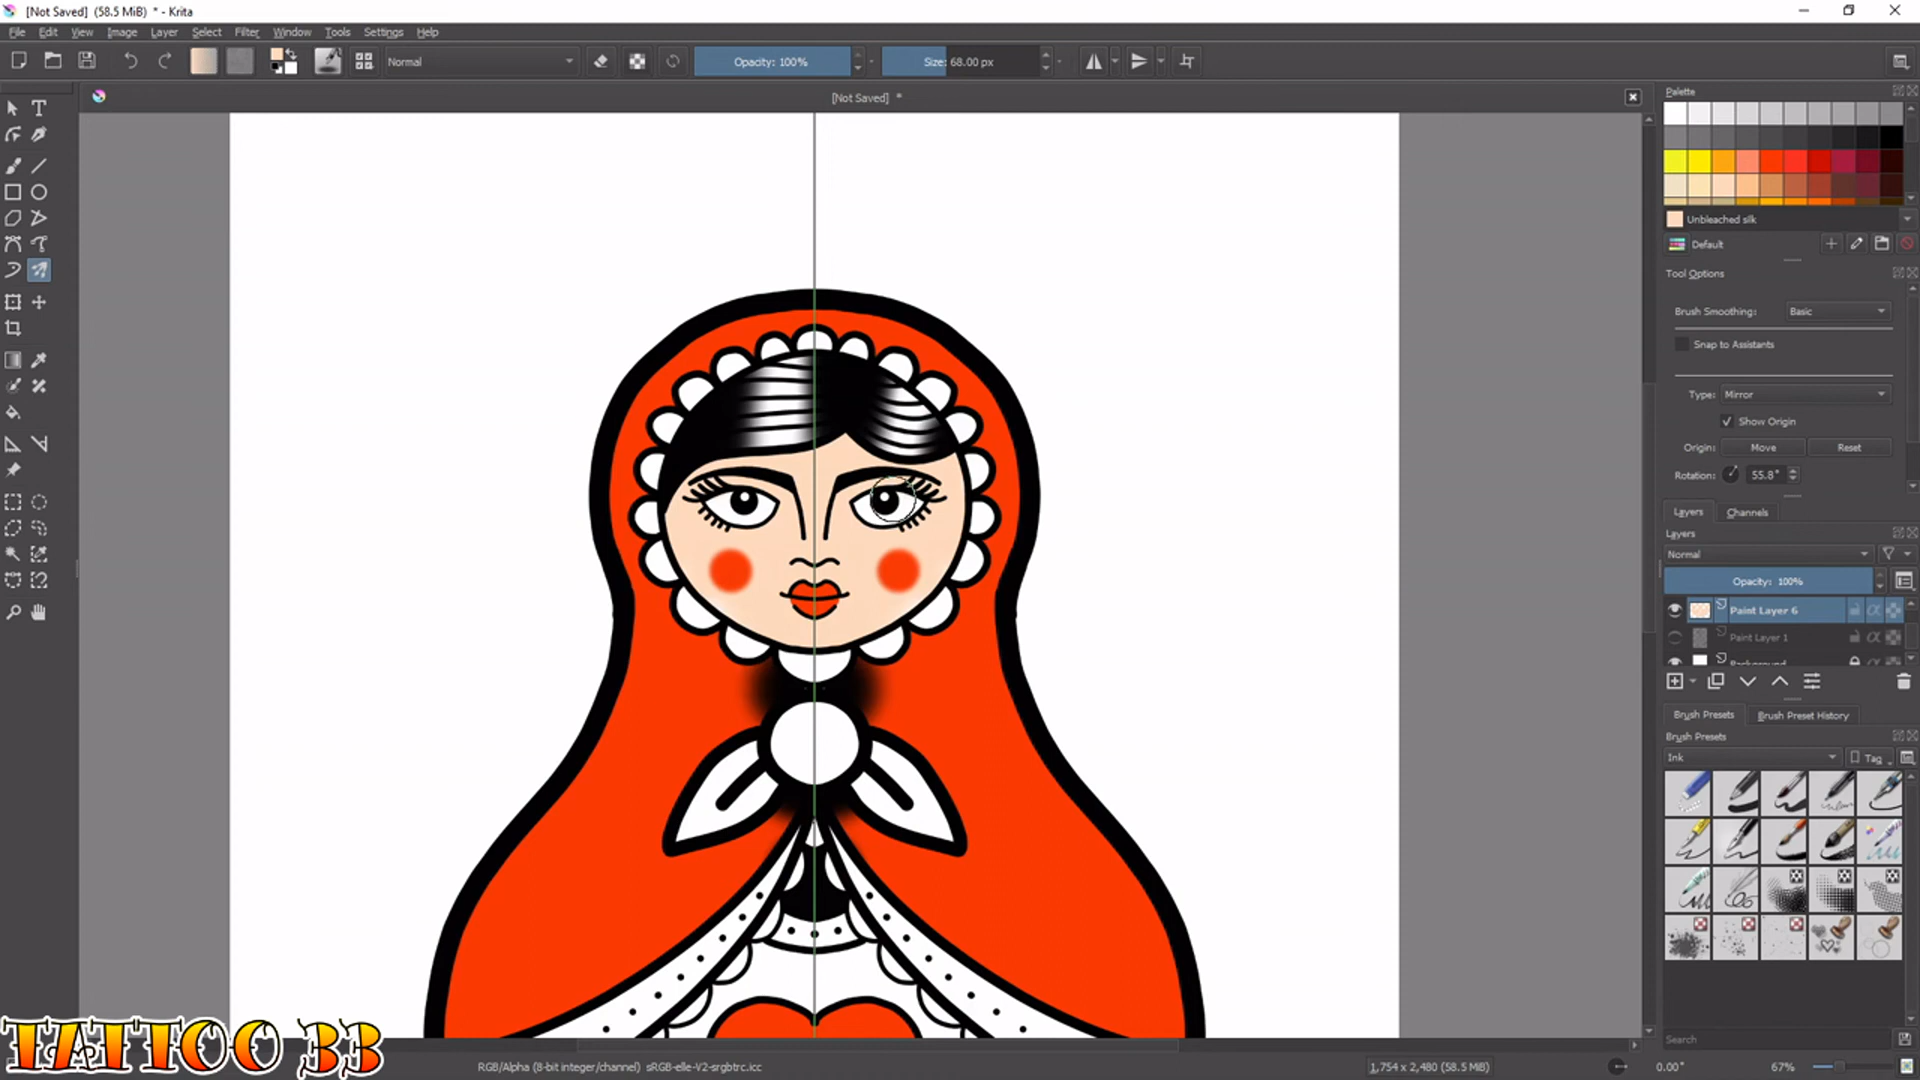 [Not Saved] (58.5 MiB) * - Krita
File Edit View Image Layer Select Filter Window Tools Settings Help
Normal
Opacity: 100%
Size: 68.00 px
[Not Saved] *
Palette
Unbleached silk
Default
Tool Options
Brush Smoothing: Basic
Snap to Assistants
Type: Mirror
Show Origin
Origin: Move Reset
Rotation: 55.8°
Layers Channels
Layers
Normal
Opacity: 100%
Paint Layer 6
Paint Layer 1
Background
Brush Presets Brush Preset History
Brush Presets
Ink Tag
Search
TATTOO 33
RGB/Alpha (8-bit integer/channel) sRGB-elle-V2-srgbtrc.icc
1,754 x 2,480 (58.5 MiB)
0.00°
67%